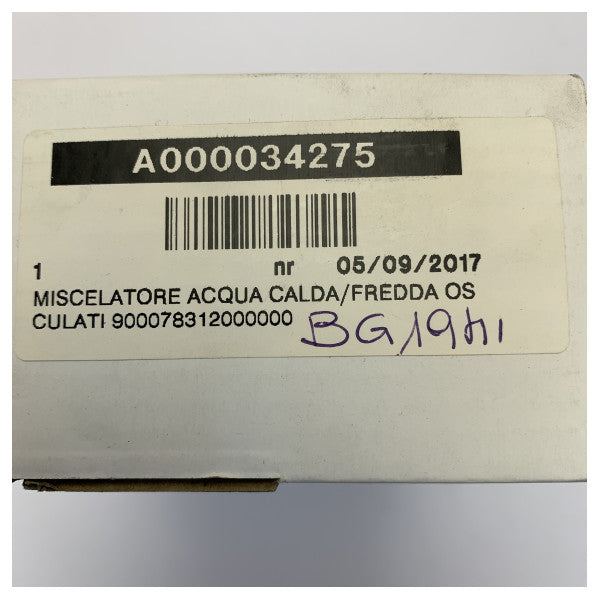 A000034275
1 nr 05/09/2017
MISCELATORE ACQUA CALDA/FREDDA OS
CULATI 900078312000000